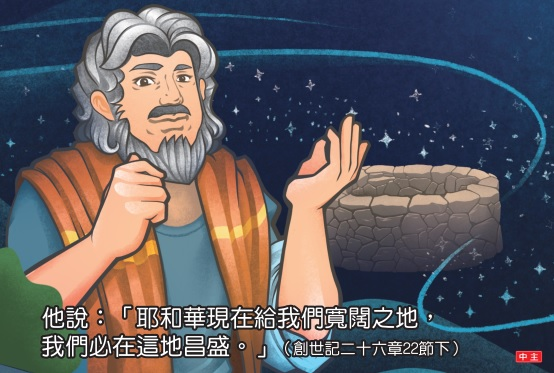 他說：「耶和華現在給我們寬闊之地，
我們必在這地昌盛。」（創世記二十六章22節下）
中主